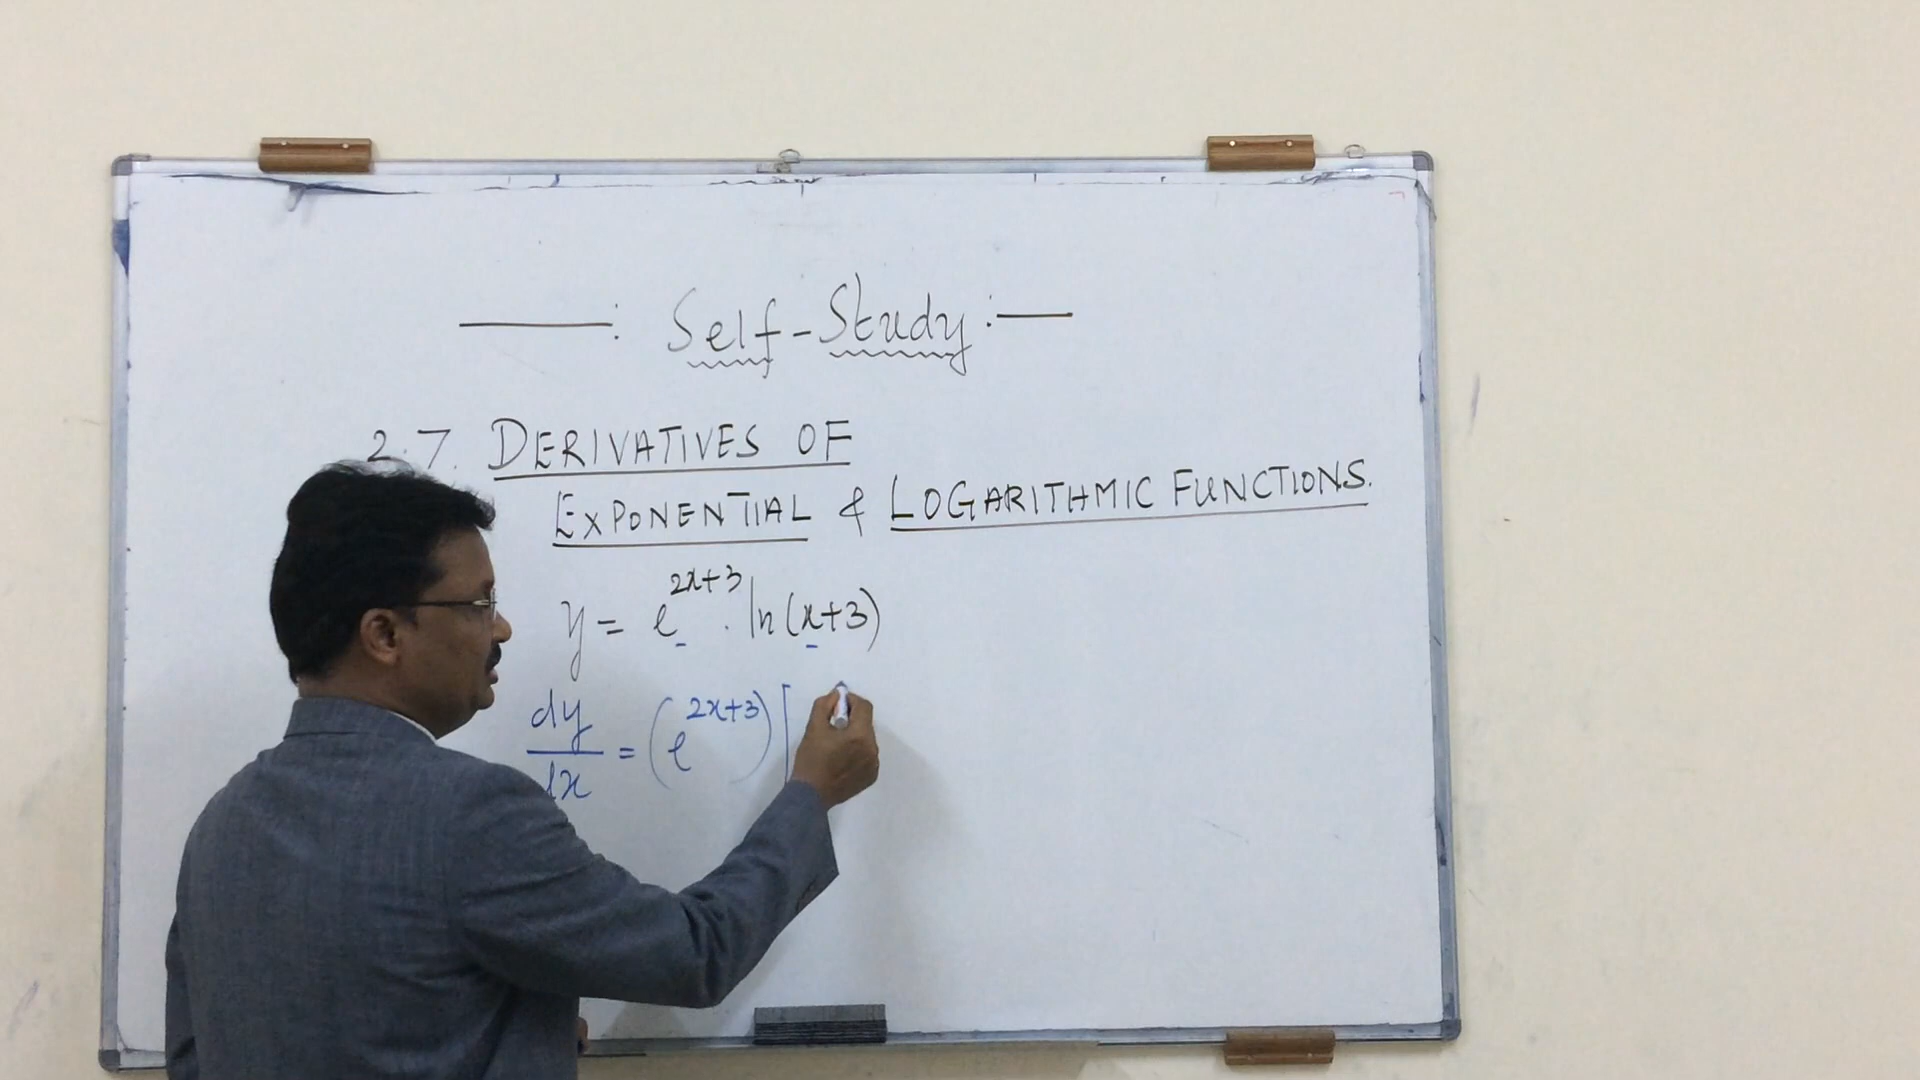 : Self-Study :
2.7. DERIVATIVES OF
EXPONENTIAL & LOGARITHMIC FUNCTIONS.
y = e^{2x+3} . ln(x+3)
dy/dx = (e^{2x+3}) [